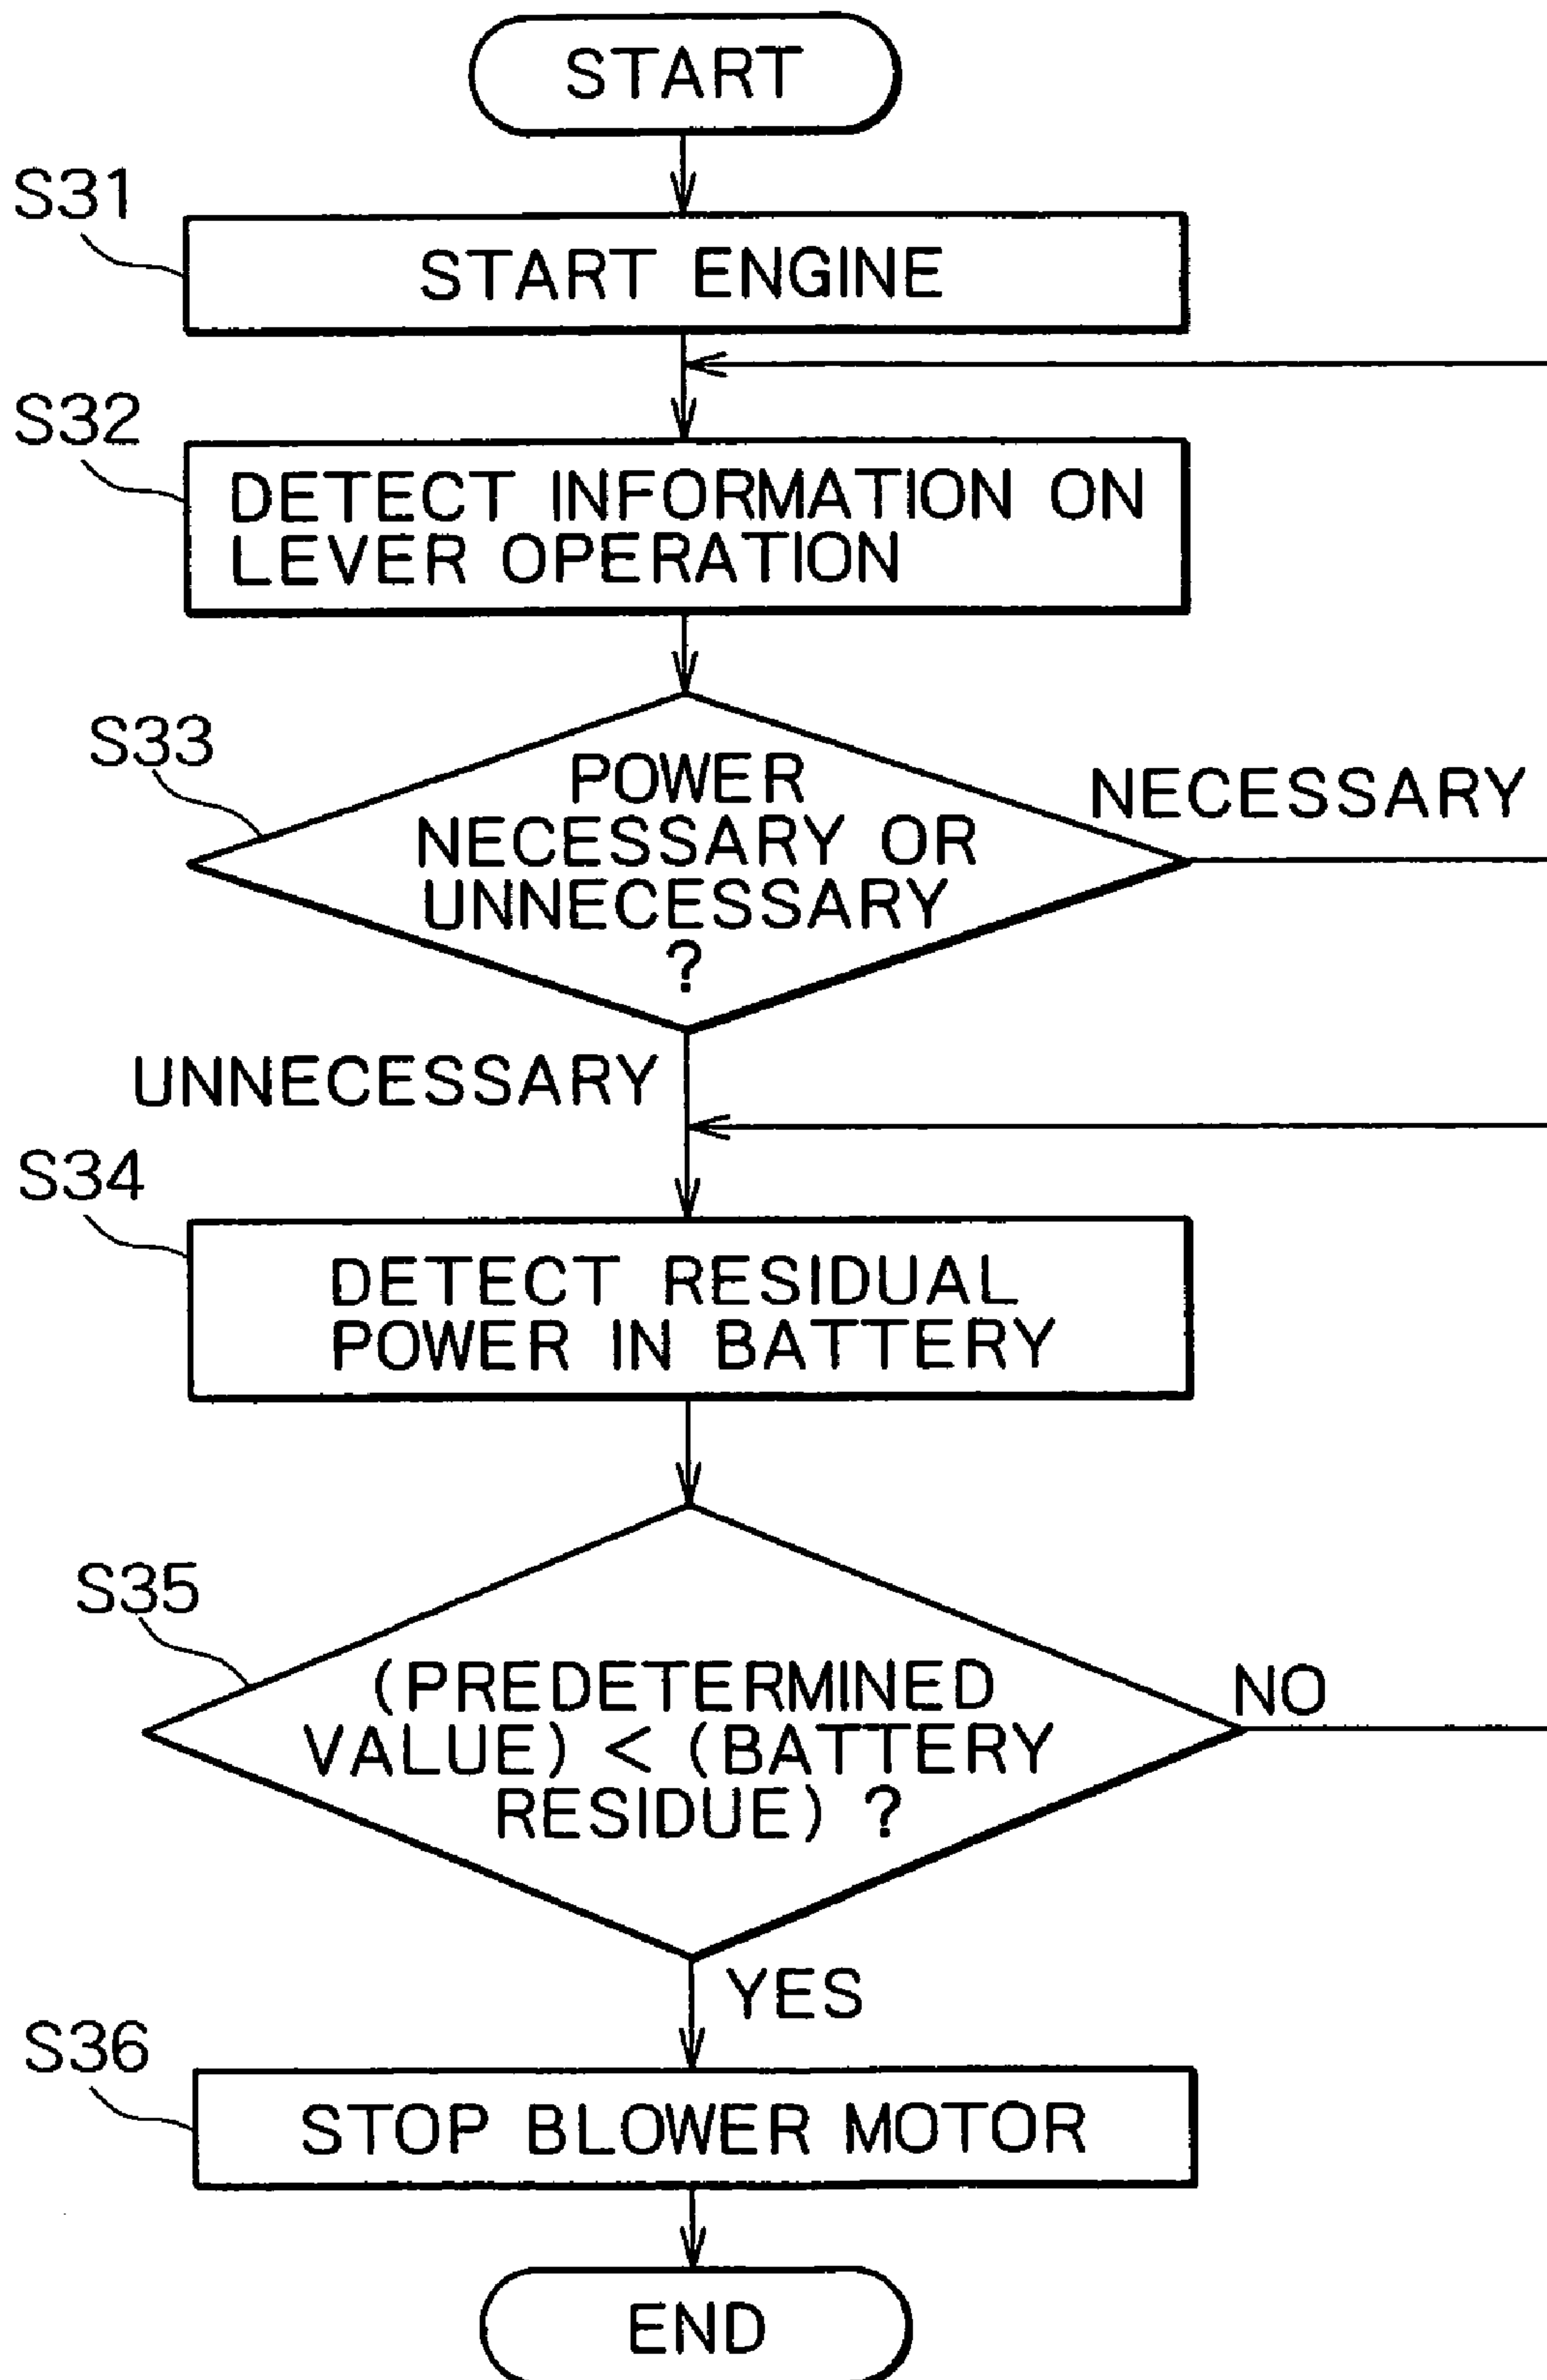 START
S31
START ENGINE
S32
DETECT INFORMATION ON
LEVER OPERATION
S33
POWER
NECESSARY OR
UNNECESSARY
?
NECESSARY
UNNECESSARY
S34
DETECT RESIDUAL
POWER IN BATTERY
S35
(PREDETERMINED
VALUE) < (BATTERY
RESIDUE) ?
NO
YES
S36
STOP BLOWER MOTOR
END